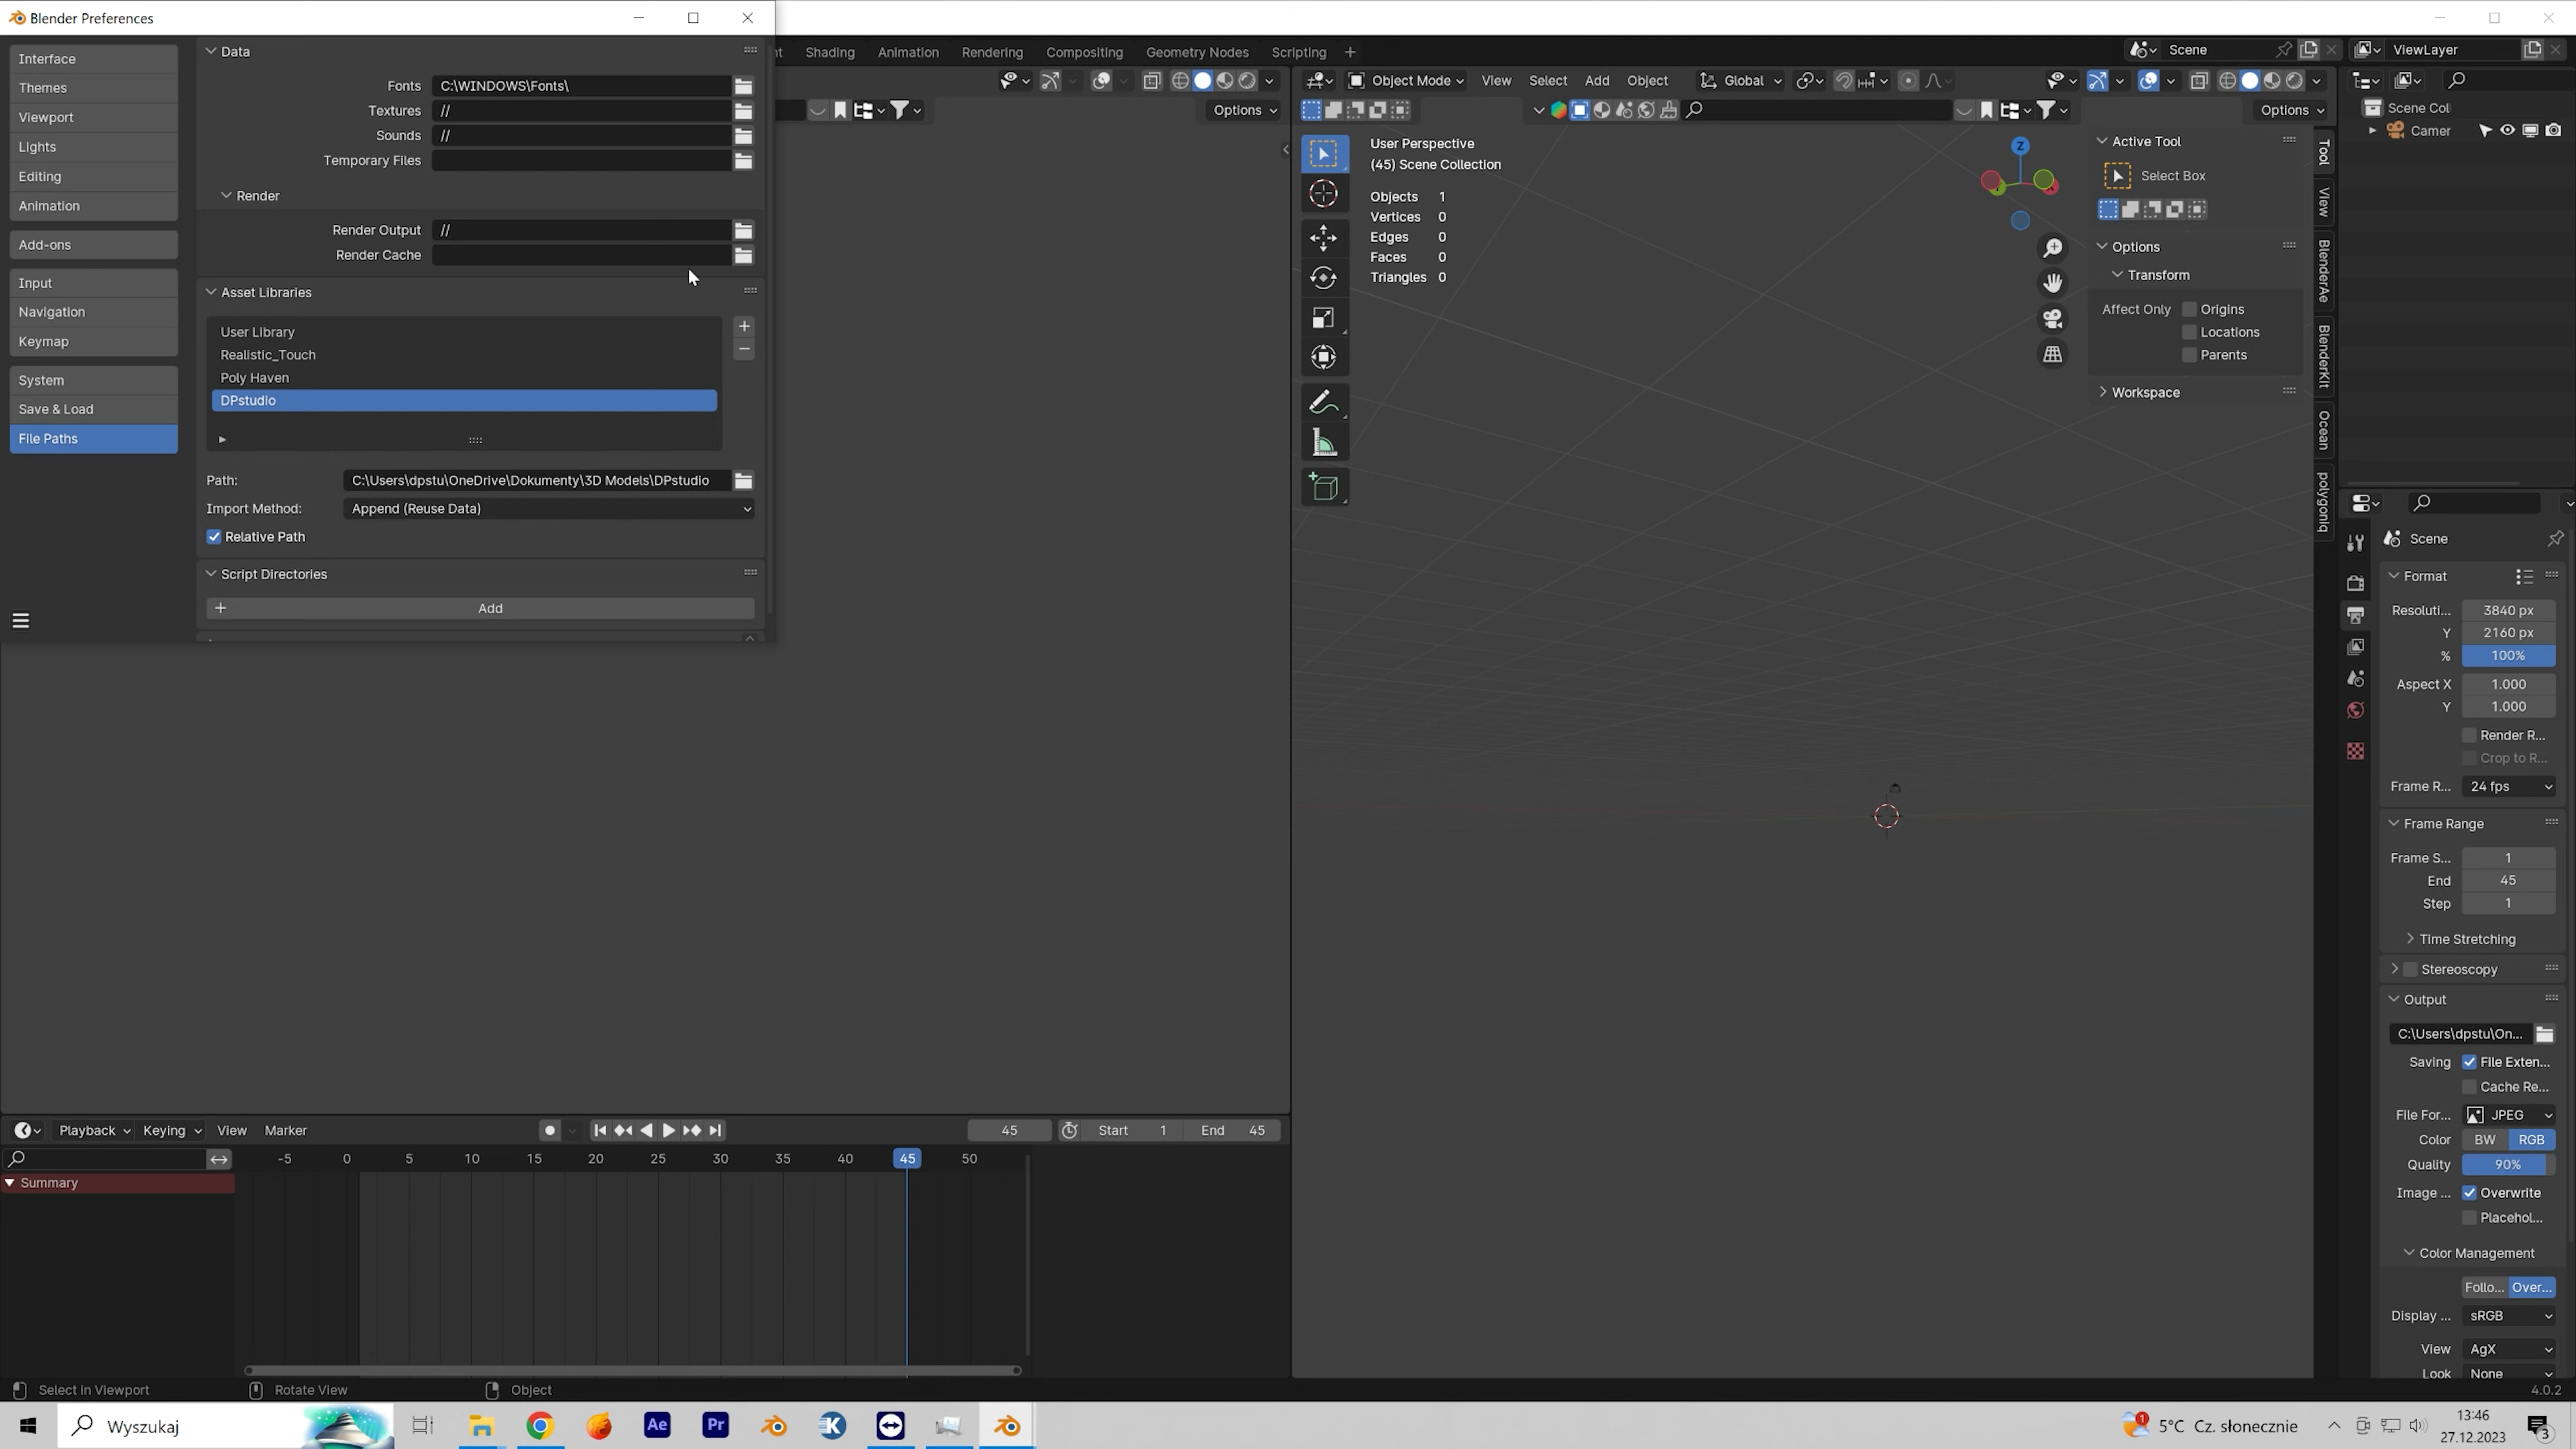 Blender Preferences
Interface
Themes
Viewport
Lights
Editing
Animation
Add-ons
Input
Navigation
Keymap
System
Save & Load
File Paths
Data
Fonts C:\WINDOWS\Fonts\
Textures //
Sounds //
Temporary Files
Render
Render Output //
Render Cache
Asset Libraries
User Library
Realistic_Touch
Poly Haven
DPstudio
Path: C:\Users\dpstu\OneDrive\Dokumenty\3D Models\DPstudio
Import Method: Append (Reuse Data)
Relative Path
Script Directories
Add
Shading Animation Rendering Compositing Geometry Nodes Scripting
Scene
ViewLayer
Options
Object Mode View Select Add Object Global
Options
User Perspective
(45) Scene Collection
Objects 1
Vertices 0
Edges 0
Faces 0
Triangles 0
Z
Active Tool
Select Box
Options
Transform
Affect Only Origins
Locations
Parents
Workspace
Tool
View
BlenderAe
BlenderKit
Ocean
polygoniq
Scene Col
Camer
Scene
Format
Resoluti... 3840 px
Y 2160 px
% 100%
Aspect X 1.000
Y 1.000
Render R...
Crop to R...
Frame R... 24 fps
Frame Range
Frame S... 1
End 45
Step 1
Time Stretching
Stereoscopy
Output
C:\Users\dpstu\On...
Saving File Exten...
Cache Re...
File For... JPEG
Color BW RGB
Quality 90%
Image ... Overwrite
Placehol...
Color Management
Follo... Over...
Display ... sRGB
View AgX
Look None
Playback Keying View Marker
45 Start 1 End 45
-5 0 5 10 15 20 25 30 35 40 45 50
Summary
Select in Viewport Rotate View Object
4.0.2
Wyszukaj
Ae Pr K
1 5°C Cz. słonecznie
13:46
27.12.2023
3